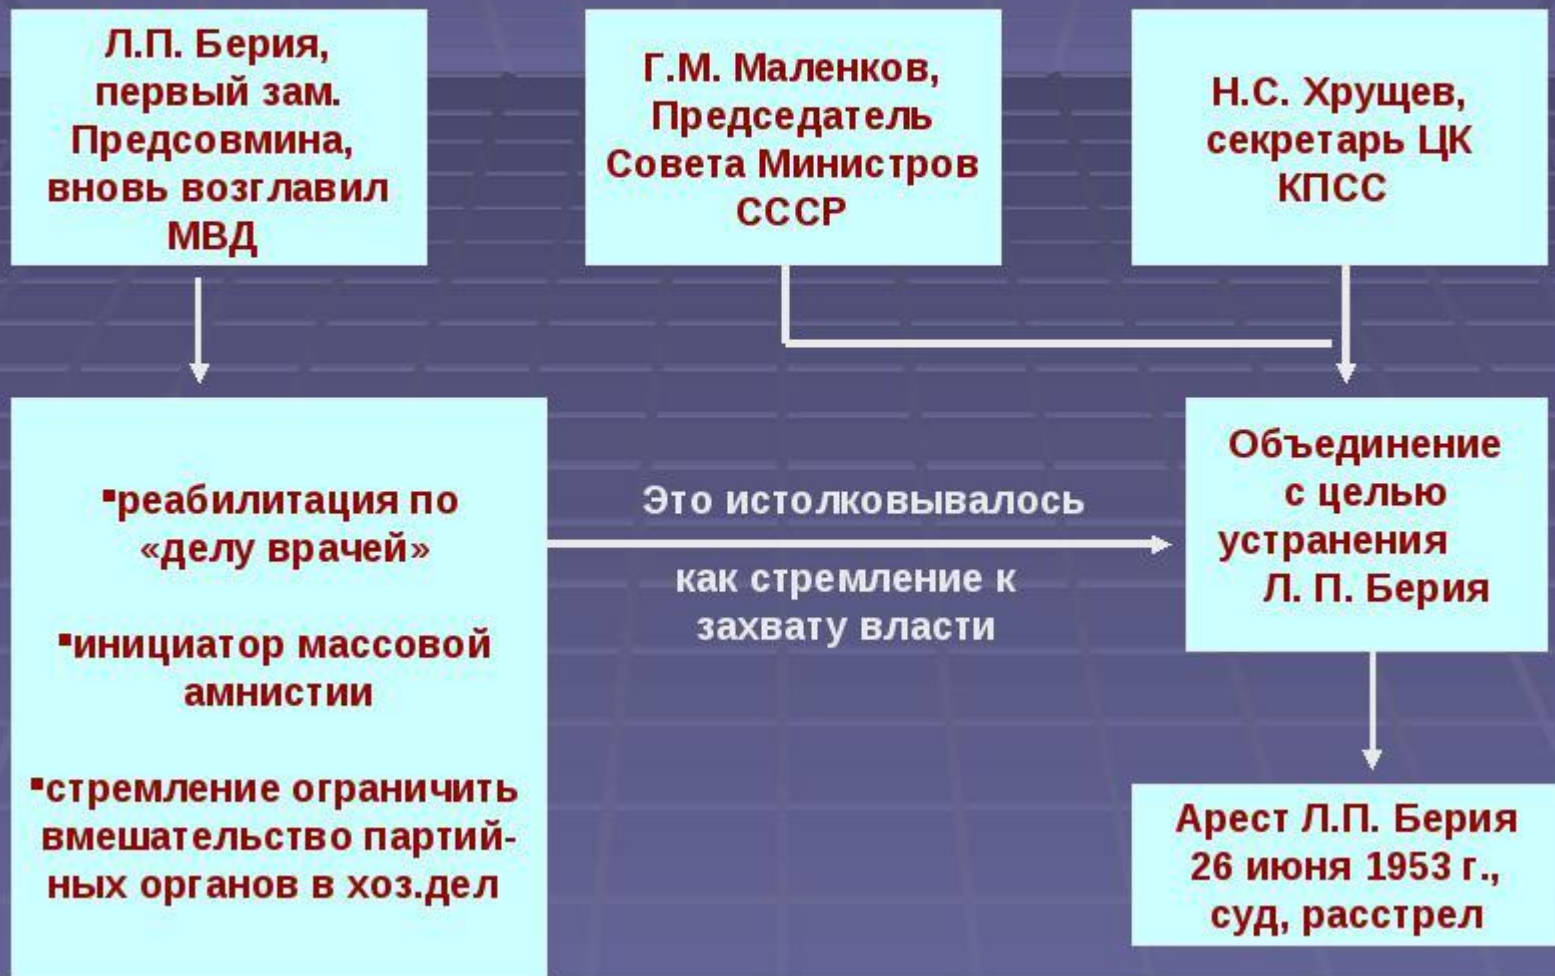 Л.П. Берия,
первый зам.
Предсовмина,
вновь возглавил
МВД
Г.М. Маленков,
Председатель
Совета Министров
СССР
Н.С. Хрущев,
секретарь ЦК
КПСС
▪реабилитация по
«делу врачей»
▪инициатор массовой
амнистии
▪стремление ограничить
вмешательство партий-
ных органов в хоз.дел
Это истолковывалось
как стремление к
захвату власти
Объединение
с целью
устранения
Л. П. Берия
Арест Л.П. Берия
26 июня 1953 г.,
суд, расстрел